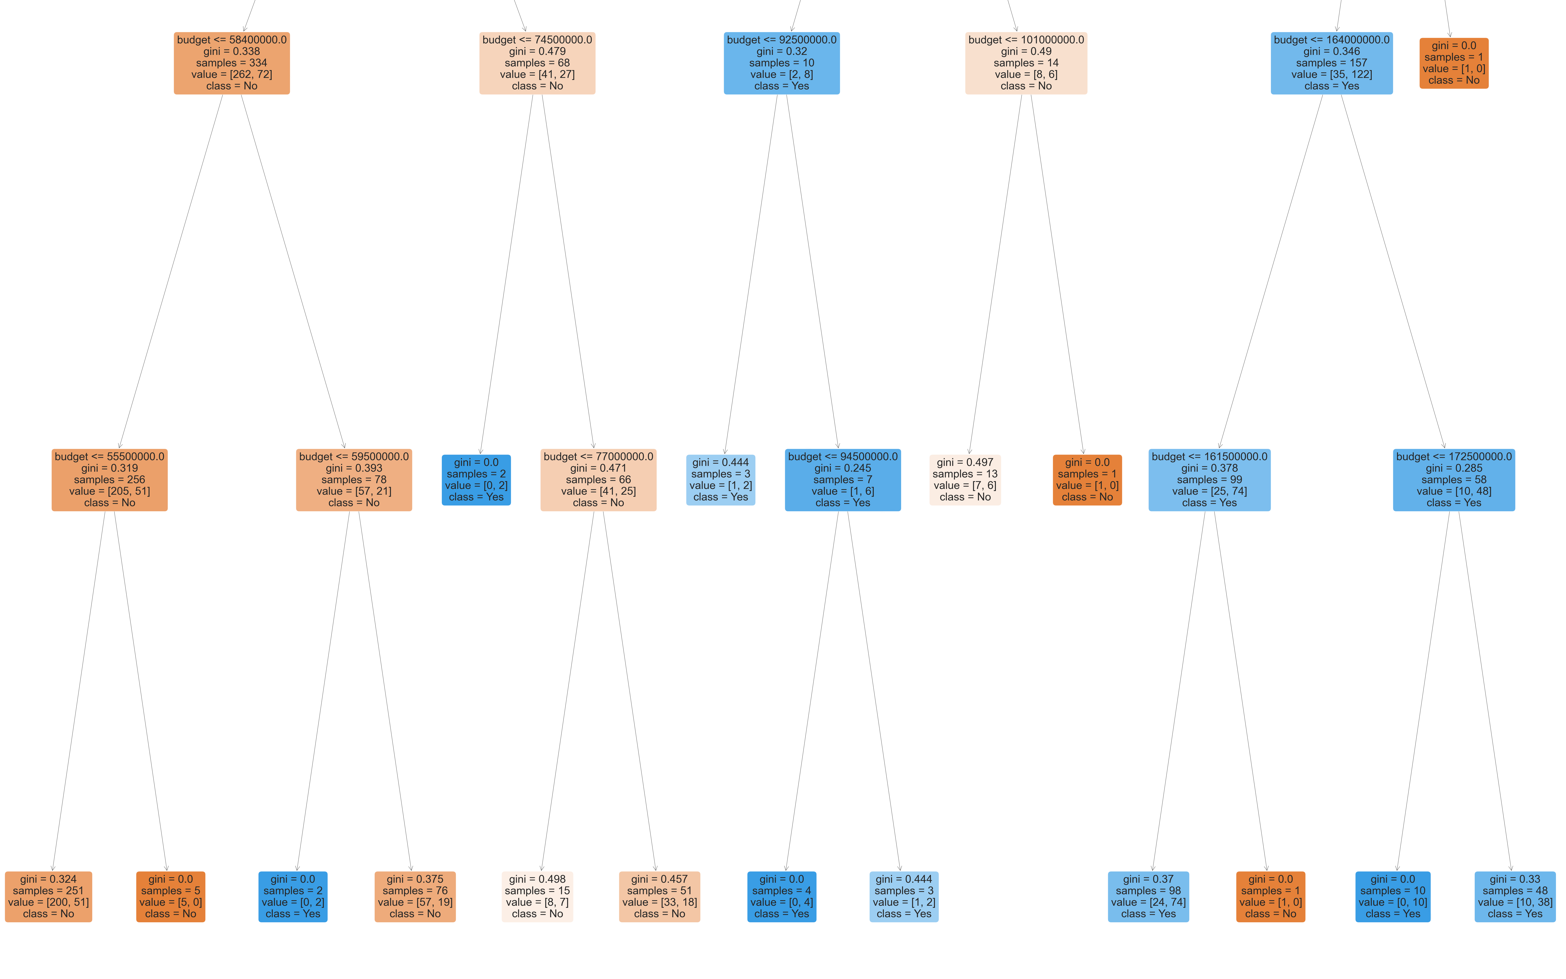 budget <= 58400000.0
gini = 0.338
samples = 334
value = [262, 72]
class = No
budget <= 74500000.0
gini = 0.479
samples = 68
value = [41, 27]
class = No
budget <= 92500000.0
gini = 0.32
samples = 10
value = [2, 8]
class = Yes
budget <= 101000000.0
gini = 0.49
samples = 14
value = [8, 6]
class = No
budget <= 164000000.0
gini = 0.346
samples = 157
value = [35, 122]
class = Yes
gini = 0.0
samples = 1
value = [1, 0]
class = No
budget <= 55500000.0
gini = 0.319
samples = 256
value = [205, 51]
class = No
budget <= 59500000.0
gini = 0.393
samples = 78
value = [57, 21]
class = No
gini = 0.0
samples = 2
value = [0, 2]
class = Yes
budget <= 77000000.0
gini = 0.471
samples = 66
value = [41, 25]
class = No
gini = 0.444
samples = 3
value = [1, 2]
class = Yes
budget <= 94500000.0
gini = 0.245
samples = 7
value = [1, 6]
class = Yes
gini = 0.497
samples = 13
value = [7, 6]
class = No
gini = 0.0
samples = 1
value = [1, 0]
class = No
budget <= 161500000.0
gini = 0.378
samples = 99
value = [25, 74]
class = Yes
budget <= 172500000.0
gini = 0.285
samples = 58
value = [10, 48]
class = Yes
gini = 0.324
samples = 251
value = [200, 51]
class = No
gini = 0.0
samples = 5
value = [5, 0]
class = No
gini = 0.0
samples = 2
value = [0, 2]
class = Yes
gini = 0.375
samples = 76
value = [57, 19]
class = No
gini = 0.498
samples = 15
value = [8, 7]
class = No
gini = 0.457
samples = 51
value = [33, 18]
class = No
gini = 0.0
samples = 4
value = [0, 4]
class = Yes
gini = 0.444
samples = 3
value = [1, 2]
class = Yes
gini = 0.37
samples = 98
value = [24, 74]
class = Yes
gini = 0.0
samples = 1
value = [1, 0]
class = No
gini = 0.0
samples = 10
value = [0, 10]
class = Yes
gini = 0.33
samples = 48
value = [10, 38]
class = Yes